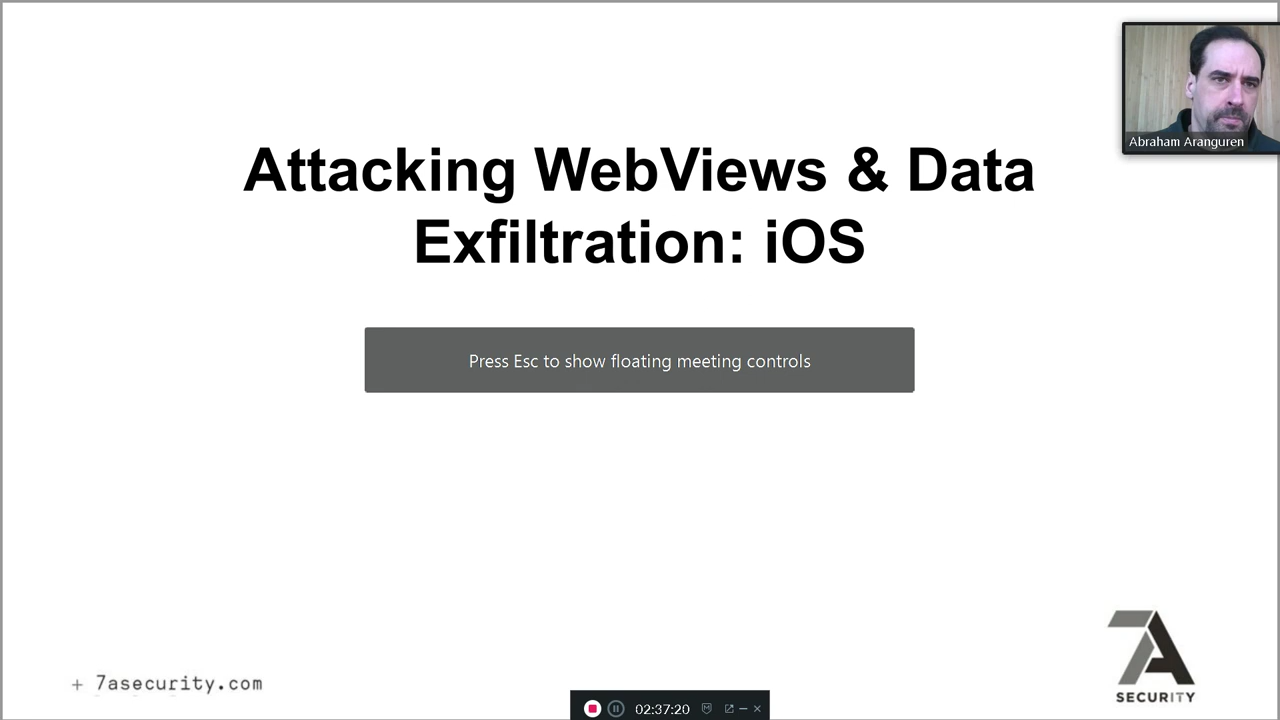 Abraham Aranguren
Attacking WebViews & Data
Exfiltration: iOS
Press Esc to show floating meeting controls
+ 7asecurity.com
7A
SECURITY
02:37:20